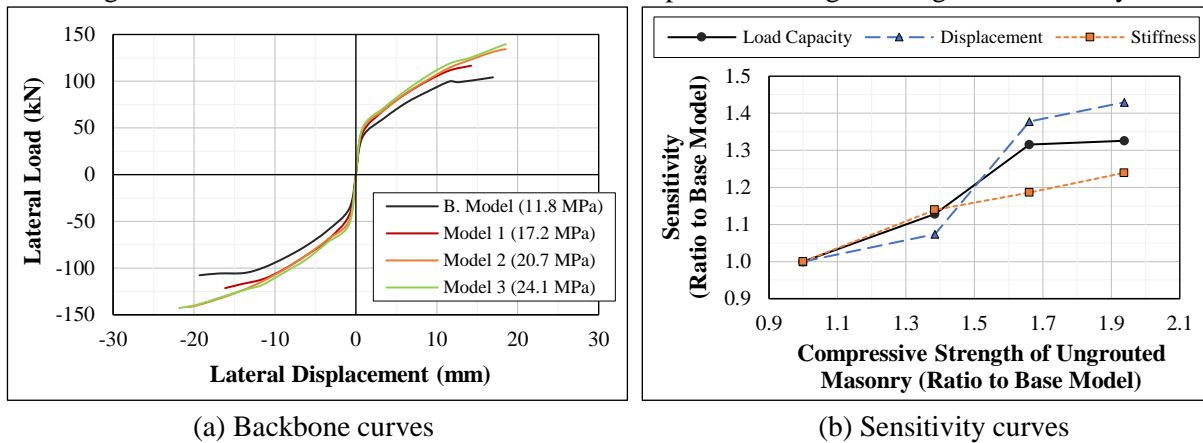 Lateral Load (kN)
150
100
50
0
-50
-100
-150
-30
-20
-10
0
10
20
30
Lateral Displacement (mm)
B. Model (11.8 MPa)
Model 1 (17.2 MPa)
Model 2 (20.7 MPa)
Model 3 (24.1 MPa)
(a) Backbone curves
Load Capacity
Displacement
Stiffness
Sensitivity
(Ratio to Base Model)
1.5
1.4
1.3
1.2
1.1
1.0
0.9
0.9
1.1
1.3
1.5
1.7
1.9
2.1
Compressive Strength of Ungrouted
Masonry (Ratio to Base Model)
(b) Sensitivity curves